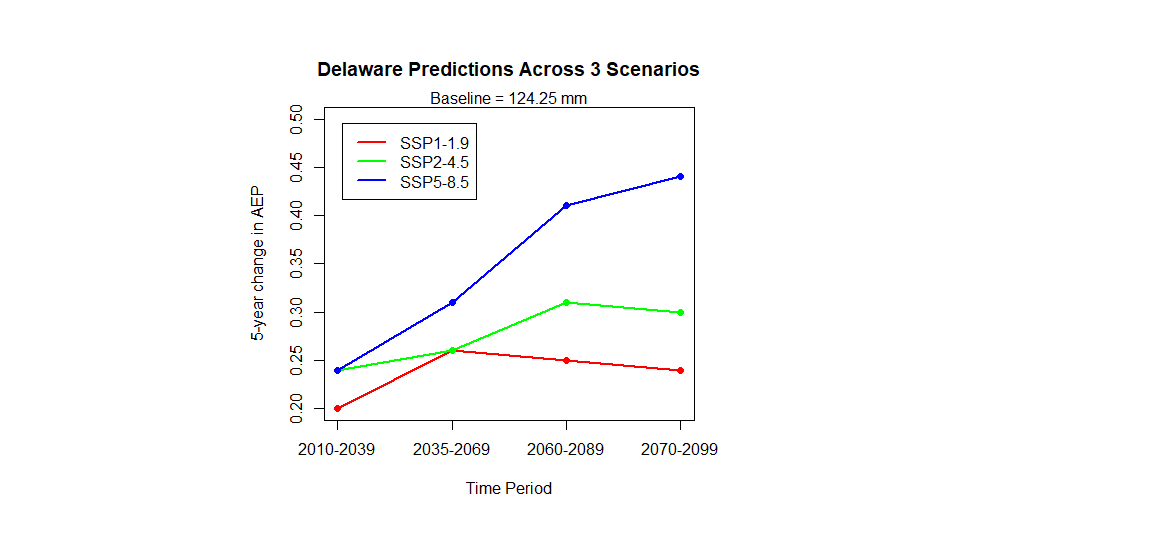 Delaware Predictions Across 3 Scenarios
Baseline = 124.25 mm
SSP1-1.9
SSP2-4.5
SSP5-8.5
5-year change in AEP
0.50
0.45
0.40
0.35
0.30
0.25
0.20
2010-2039 2035-2069 2060-2089 2070-2099
Time Period